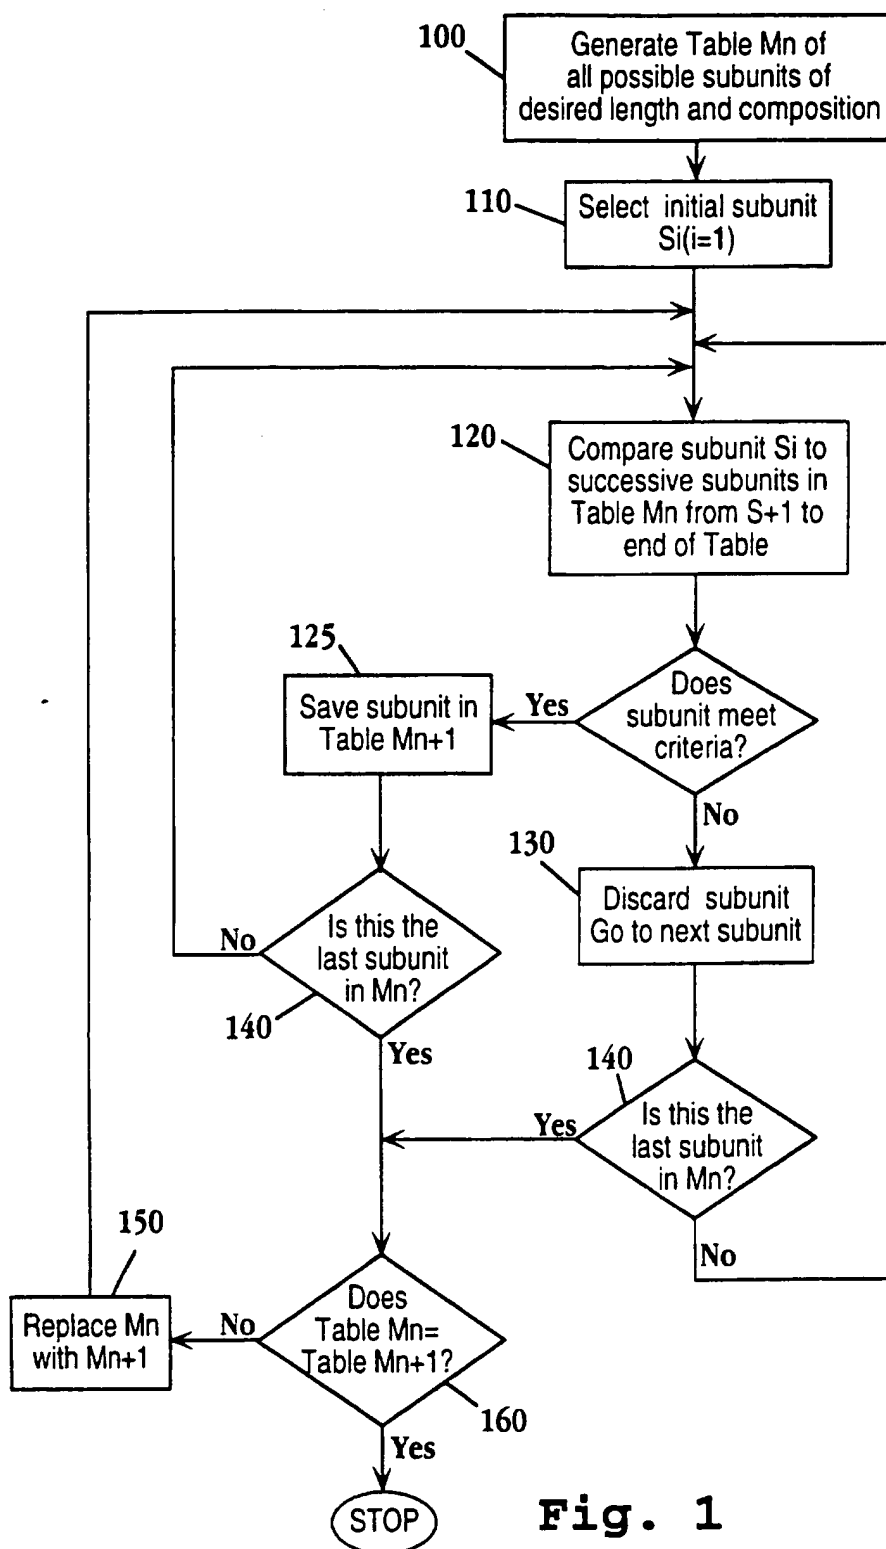 100
Generate Table Mn of
all possible subunits of
desired length and composition
110
Select initial subunit
Si(i=1)
120
Compare subunit Si to
successive subunits in
Table Mn from S+1 to
end of Table
125
Save subunit in
Table Mn+1
Yes
Does
subunit meet
criteria?
No
130
Discard subunit
Go to next subunit
No
Is this the
last subunit
in Mn?
140
Yes
140
Yes
Is this the
last subunit
in Mn?
No
150
Replace Mn
with Mn+1
No
Does
Table Mn=
Table Mn+1?
160
Yes
STOP
Fig. 1